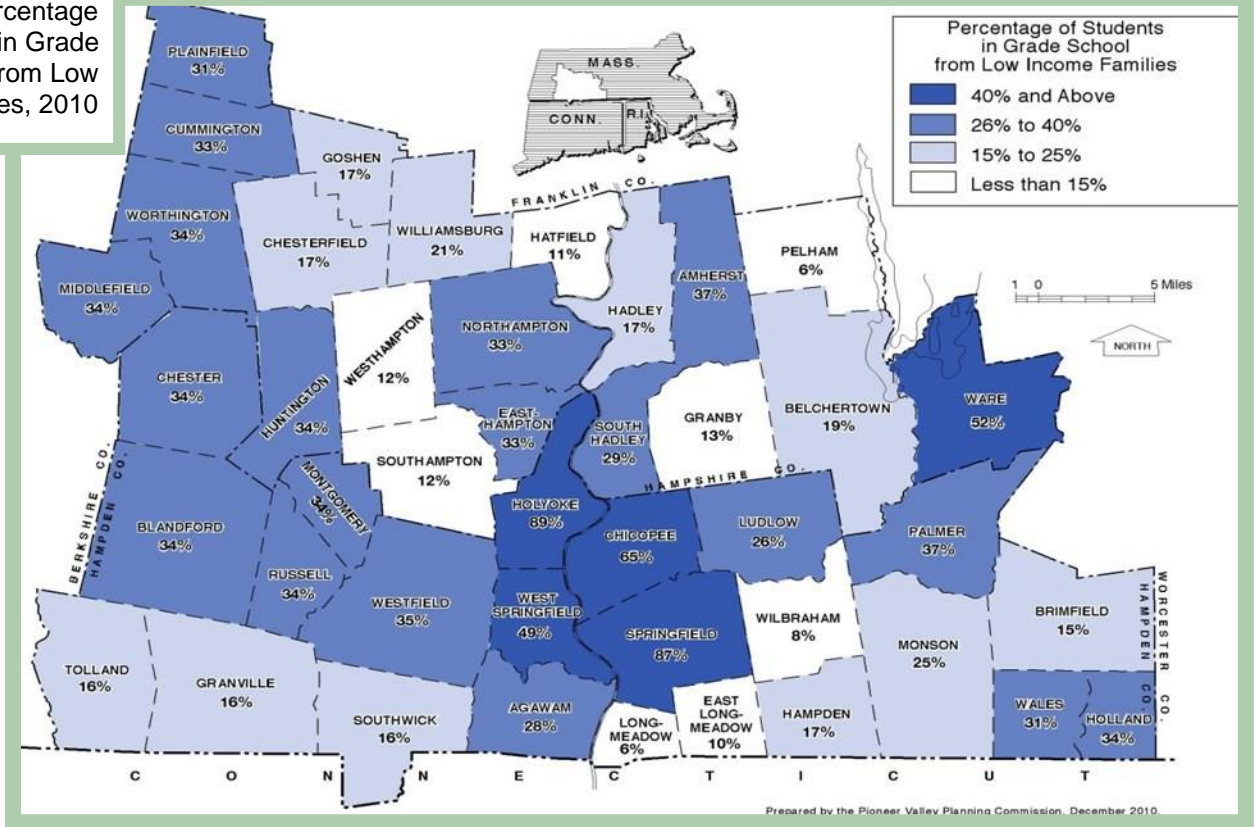 rcentage
in Grade
rom Low
es, 2010
Percentage of Students
in Grade School
from Low Income Families
40% and Above
26% to 40%
15% to 25%
Less than 15%
MASS.
CONN.
R.I.
1 0 5 Miles
NORTH
PLAINFIELD
31%
CUMMINGTON
33%
GOSHEN
17%
WORTHINGTON
34%
CHESTERFIELD
17%
WILLIAMSBURG
21%
FRANKLIN CO.
HATFIELD
11%
HADLEY
17%
AMHERST
37%
PELHAM
6%
MIDDLEFIELD
34%
NORTHAMPTON
33%
WESTHAMPTON
12%
CHESTER
34%
HUNTINGTON
34%
EAST-
HAMPTON
33%
SOUTH
HADLEY
29%
GRANBY
13%
BELCHERTOWN
19%
WARE
52%
SOUTHAMPTON
12%
MONTGOMERY
34%
HAMPSHIRE CO.
HOLYOKE
89%
CHICOPEE
65%
LUDLOW
26%
PALMER
37%
BERKSHIRE CO.
HAMPDEN CO.
BLANDFORD
34%
RUSSELL
34%
WESTFIELD
35%
WEST
SPRINGFIELD
49%
SPRINGFIELD
87%
WILBRAHAM
8%
MONSON
25%
BRIMFIELD
15%
HAMPDEN CO.
WORCESTER CO.
TOLLAND
16%
GRANVILLE
16%
SOUTHWICK
16%
AGAWAM
28%
LONG-
MEADOW
6%
EAST
LONG-
MEADOW
10%
HAMPDEN
17%
WALES
31%
HOLLAND
34%
CONNECTICUT
Prepared by the Pioneer Valley Planning Commission, December 2010.